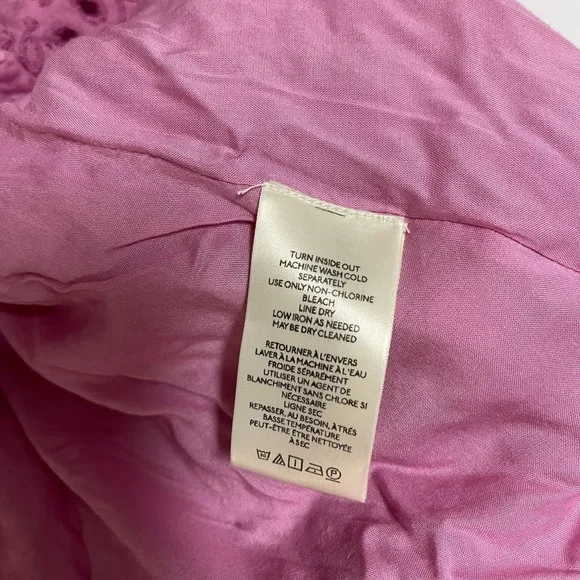 TURN INSIDE OUT
MACHINE WASH COLD
SEPARATELY
USE ONLY NON-CHLORINE
BLEACH
LINE DRY
LOW IRON AS NEEDED
MAY BE DRY CLEANED
RETOURNER À L'ENVERS
LAVER À LA MACHINE À L'EAU
FROIDE SÉPARÉMENT
UTILISER UN AGENT DE
BLANCHIMENT SANS CHLORE SI
NÉCESSAIRE
LIGNE SEC
REPASSER, AU BESOIN, À TRÉS
BASSE TEMPÉRATURE
PEUT-ÊTRE ÊTRE NETTOYÉE
À SEC
P